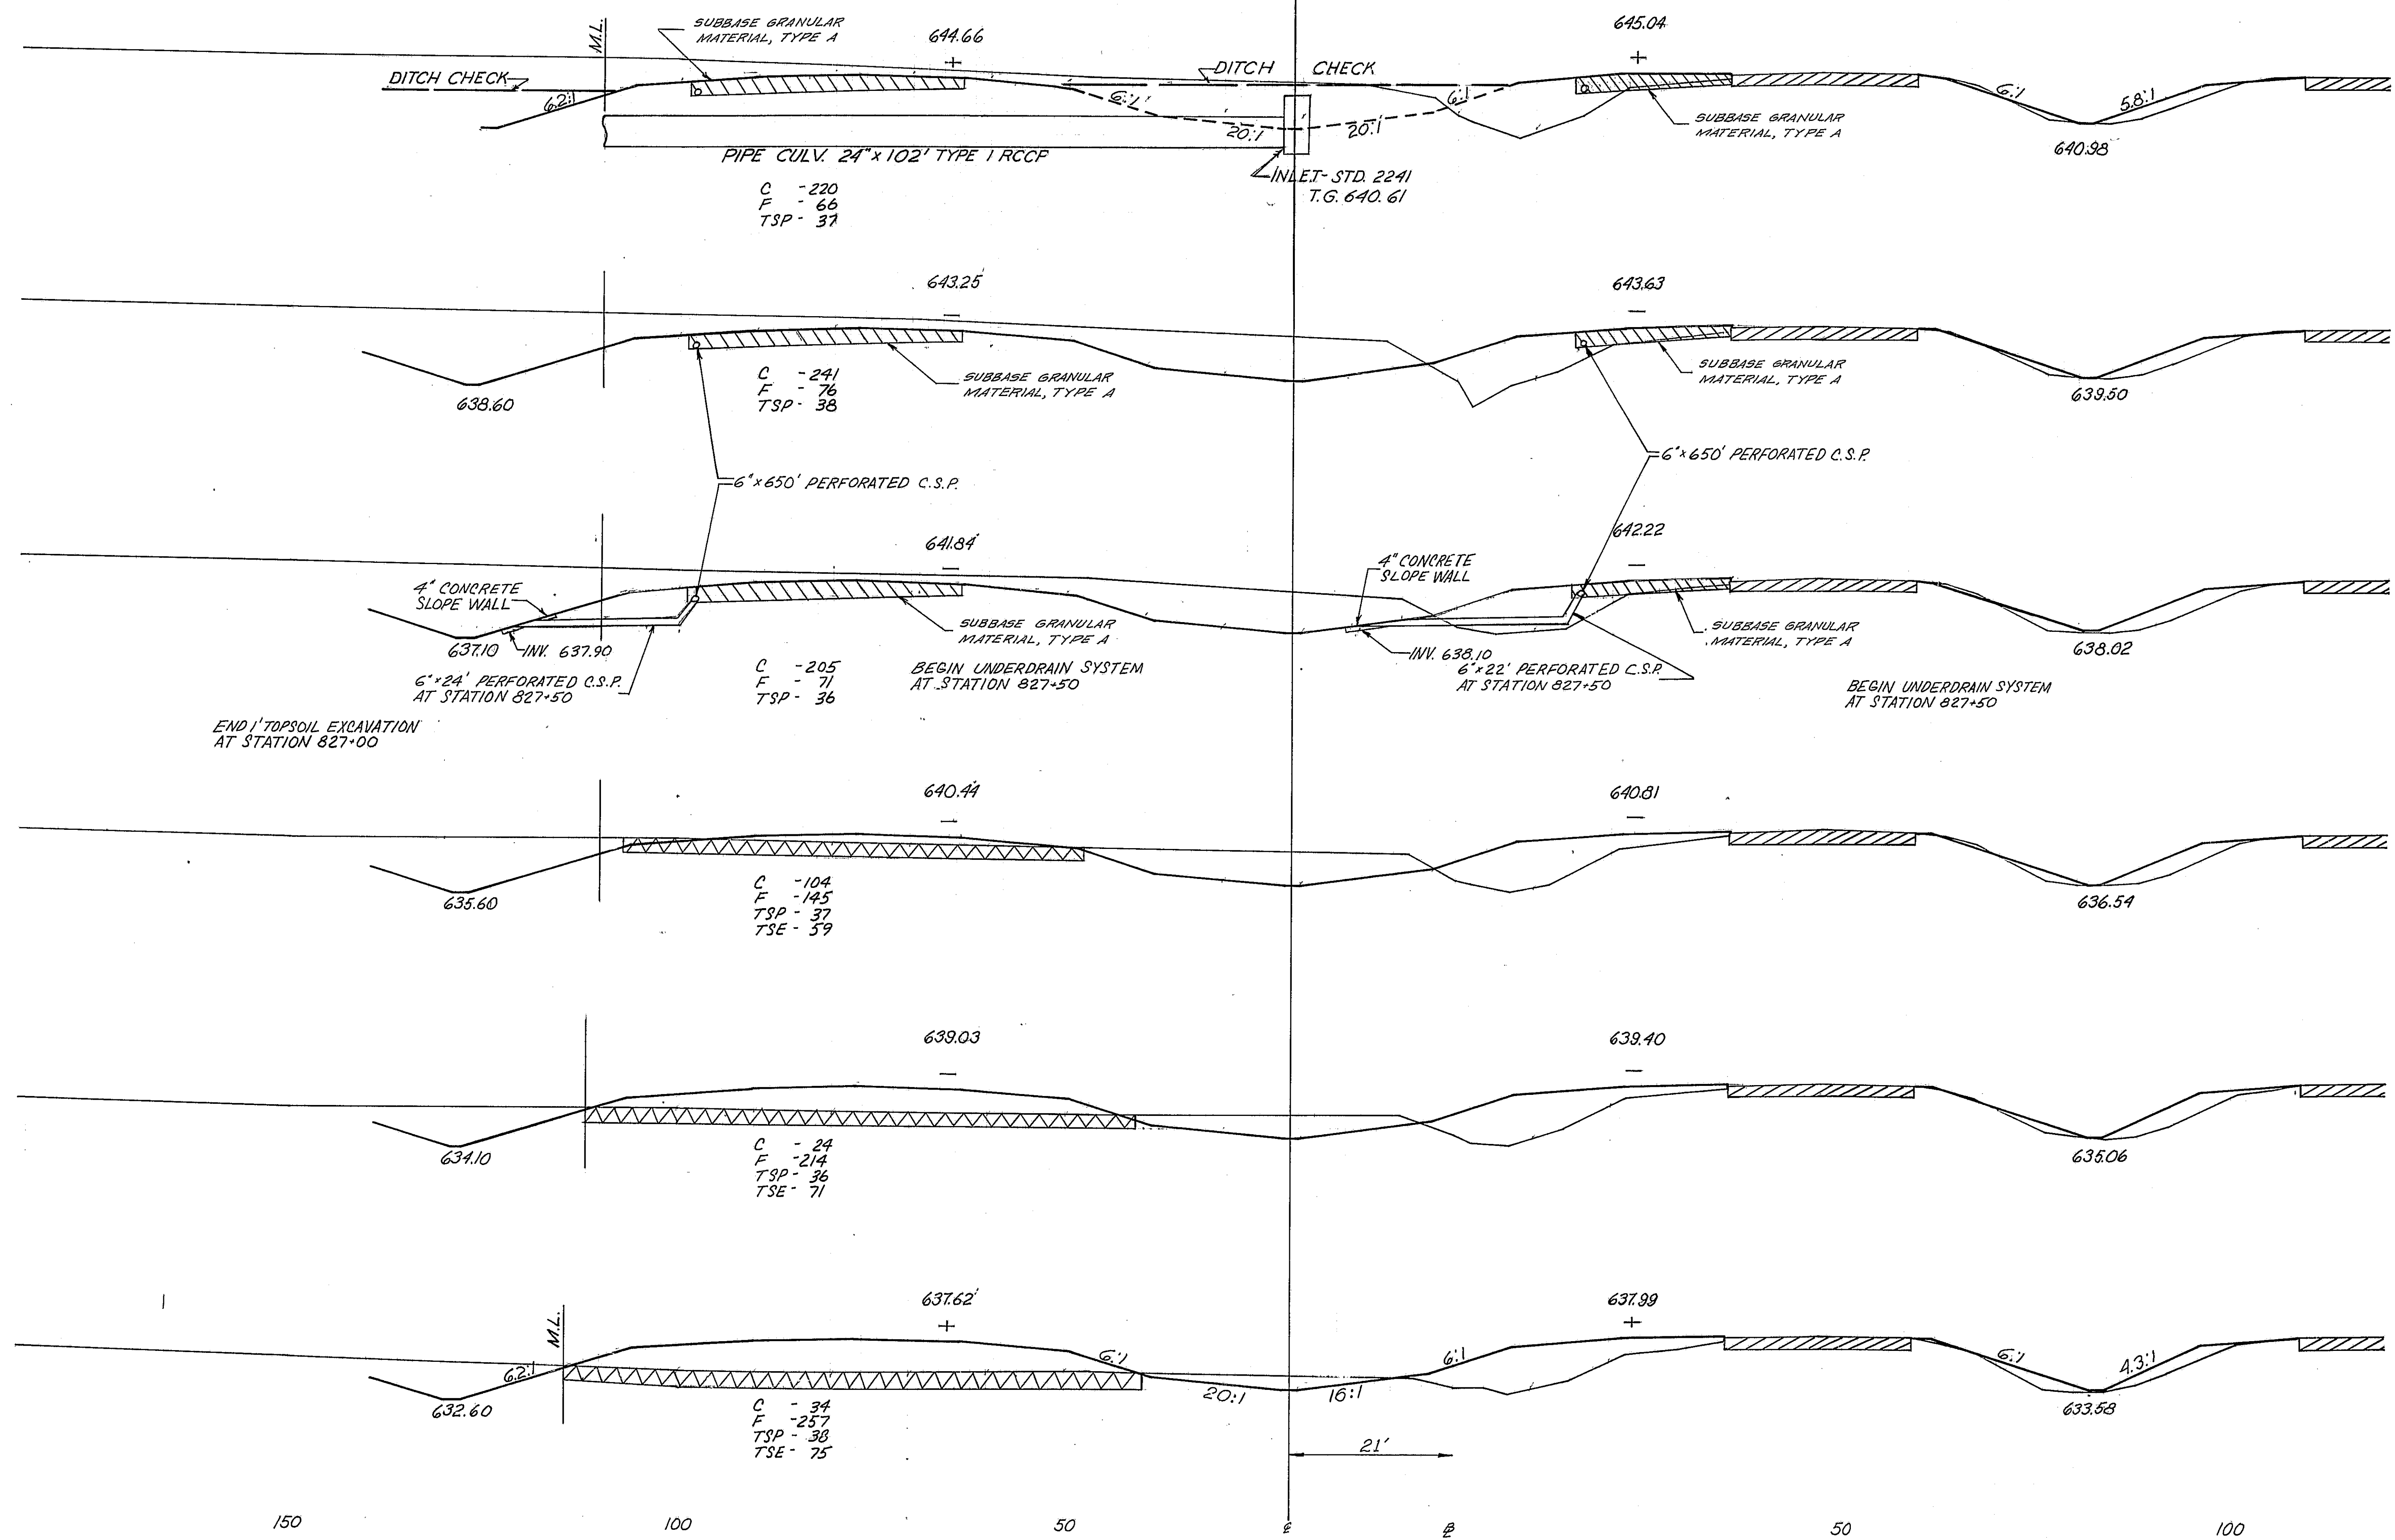 M.L.
SUBBASE GRANULAR
MATERIAL, TYPE A
644.66
645.04
DITCH CHECK
DITCH CHECK
6.2:1
6:1
6:1
6:1
5.8:1
20:1
20:1
SUBBASE GRANULAR
MATERIAL, TYPE A
640.98
PIPE CULV. 24"x102' TYPE 1 RCCP
INLET-STD. 2241
T.G. 640.61
C -220
F - 66
TSP - 37
643.25
643.63
SUBBASE GRANULAR
MATERIAL, TYPE A
SUBBASE GRANULAR
MATERIAL, TYPE A
638.60
C -241
F - 76
TSP - 38
639.50
6"x650' PERFORATED C.S.P.
6"x650' PERFORATED C.S.P.
641.84
642.22
4" CONCRETE
SLOPE WALL
4" CONCRETE
SLOPE WALL
SUBBASE GRANULAR
MATERIAL, TYPE A
SUBBASE GRANULAR
MATERIAL, TYPE A
637.10
INV. 637.90
INV. 638.10
638.02
6"x24' PERFORATED C.S.P.
AT STATION 827+50
C -205
F - 71
TSP - 36
BEGIN UNDERDRAIN SYSTEM
AT STATION 827+50
6"x22' PERFORATED C.S.P.
AT STATION 827+50
BEGIN UNDERDRAIN SYSTEM
AT STATION 827+50
END 1' TOPSOIL EXCAVATION
AT STATION 827+00
640.44
640.81
635.60
C -104
F -145
TSP - 37
TSE - 59
636.54
639.03
639.40
634.10
C - 24
F -214
TSP - 36
TSE - 71
635.06
637.62
637.99
M.L.
6.2:1
6:1
6:1
6:1
4.3:1
20:1
16:1
632.60
633.58
C - 34
F -257
TSP - 38
TSE - 75
21'
150 100 50 ℄ 50 100